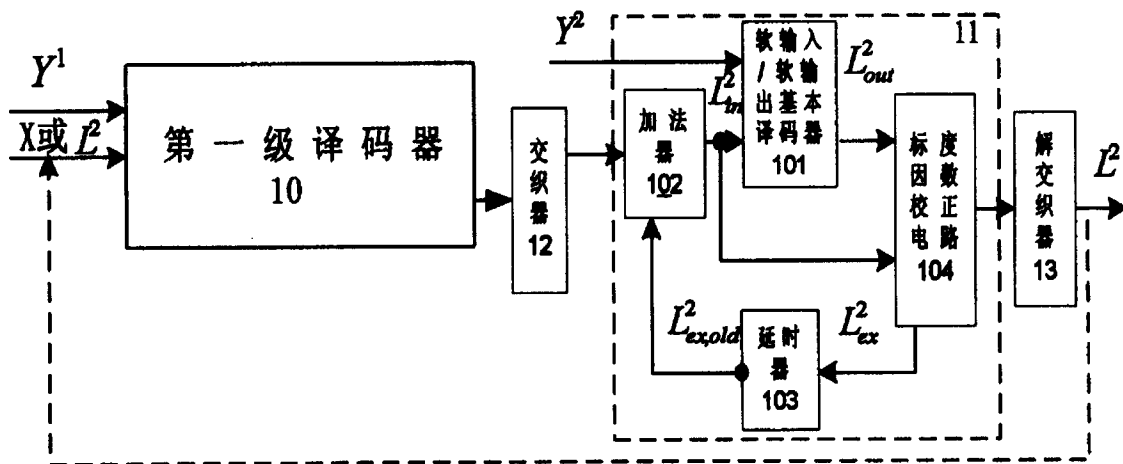 Y¹
X或 L²
第一级译码器
10
交织器
12
Y²
11
加法器
102
L²in
软输入
/软输
出基本
译码器
101
L²out
标度
因数
校正
电路
104
L²ex,old
延时器
103
L²ex
解交织器
13
L²